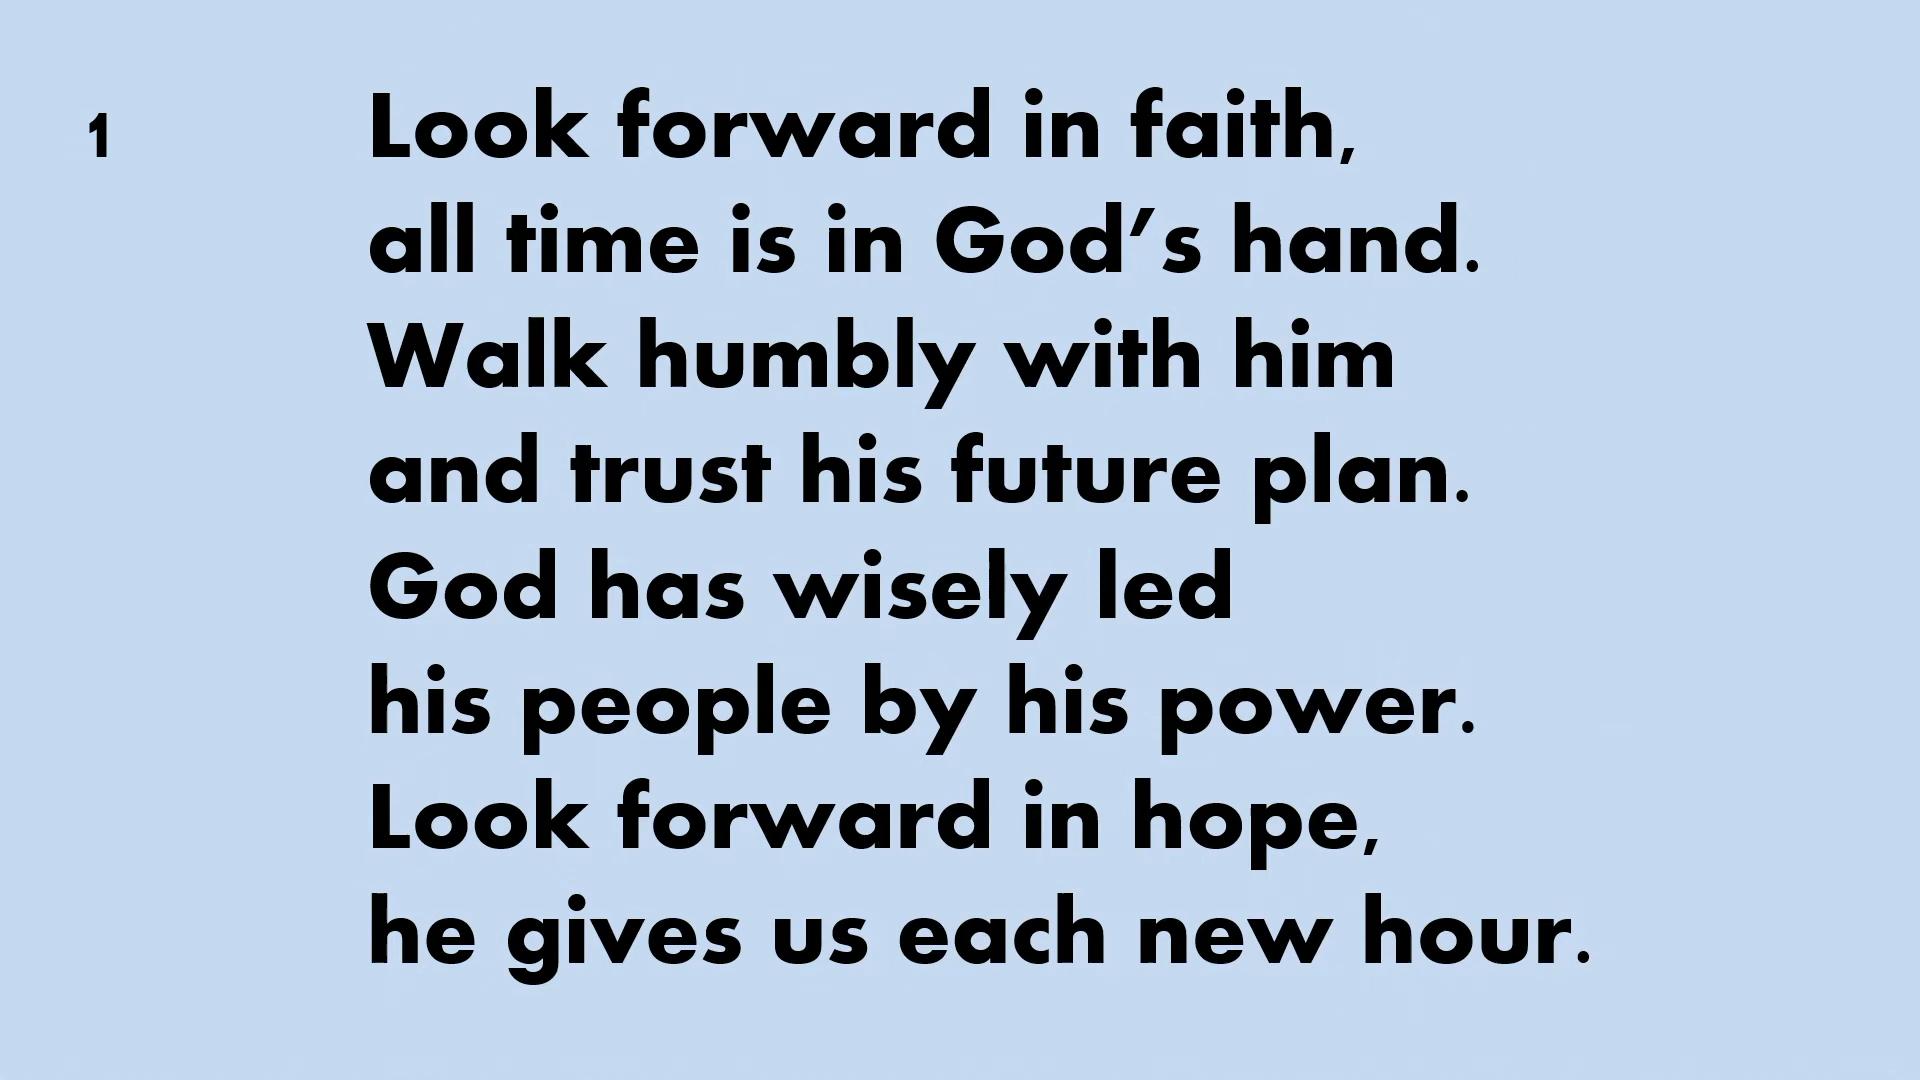 1 Look forward in faith,
all time is in God’s hand.
Walk humbly with him
and trust his future plan.
God has wisely led
his people by his power.
Look forward in hope,
he gives us each new hour.